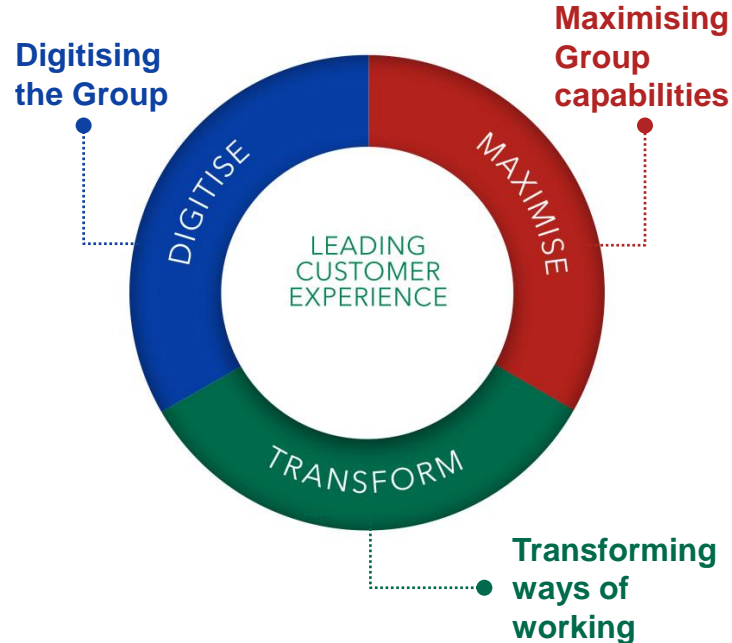 Digitising
the Group
Maximising
Group
capabilities
DIGITISE
MAXIMISE
LEADING
CUSTOMER
EXPERIENCE
TRANSFORM
Transforming
ways of
working